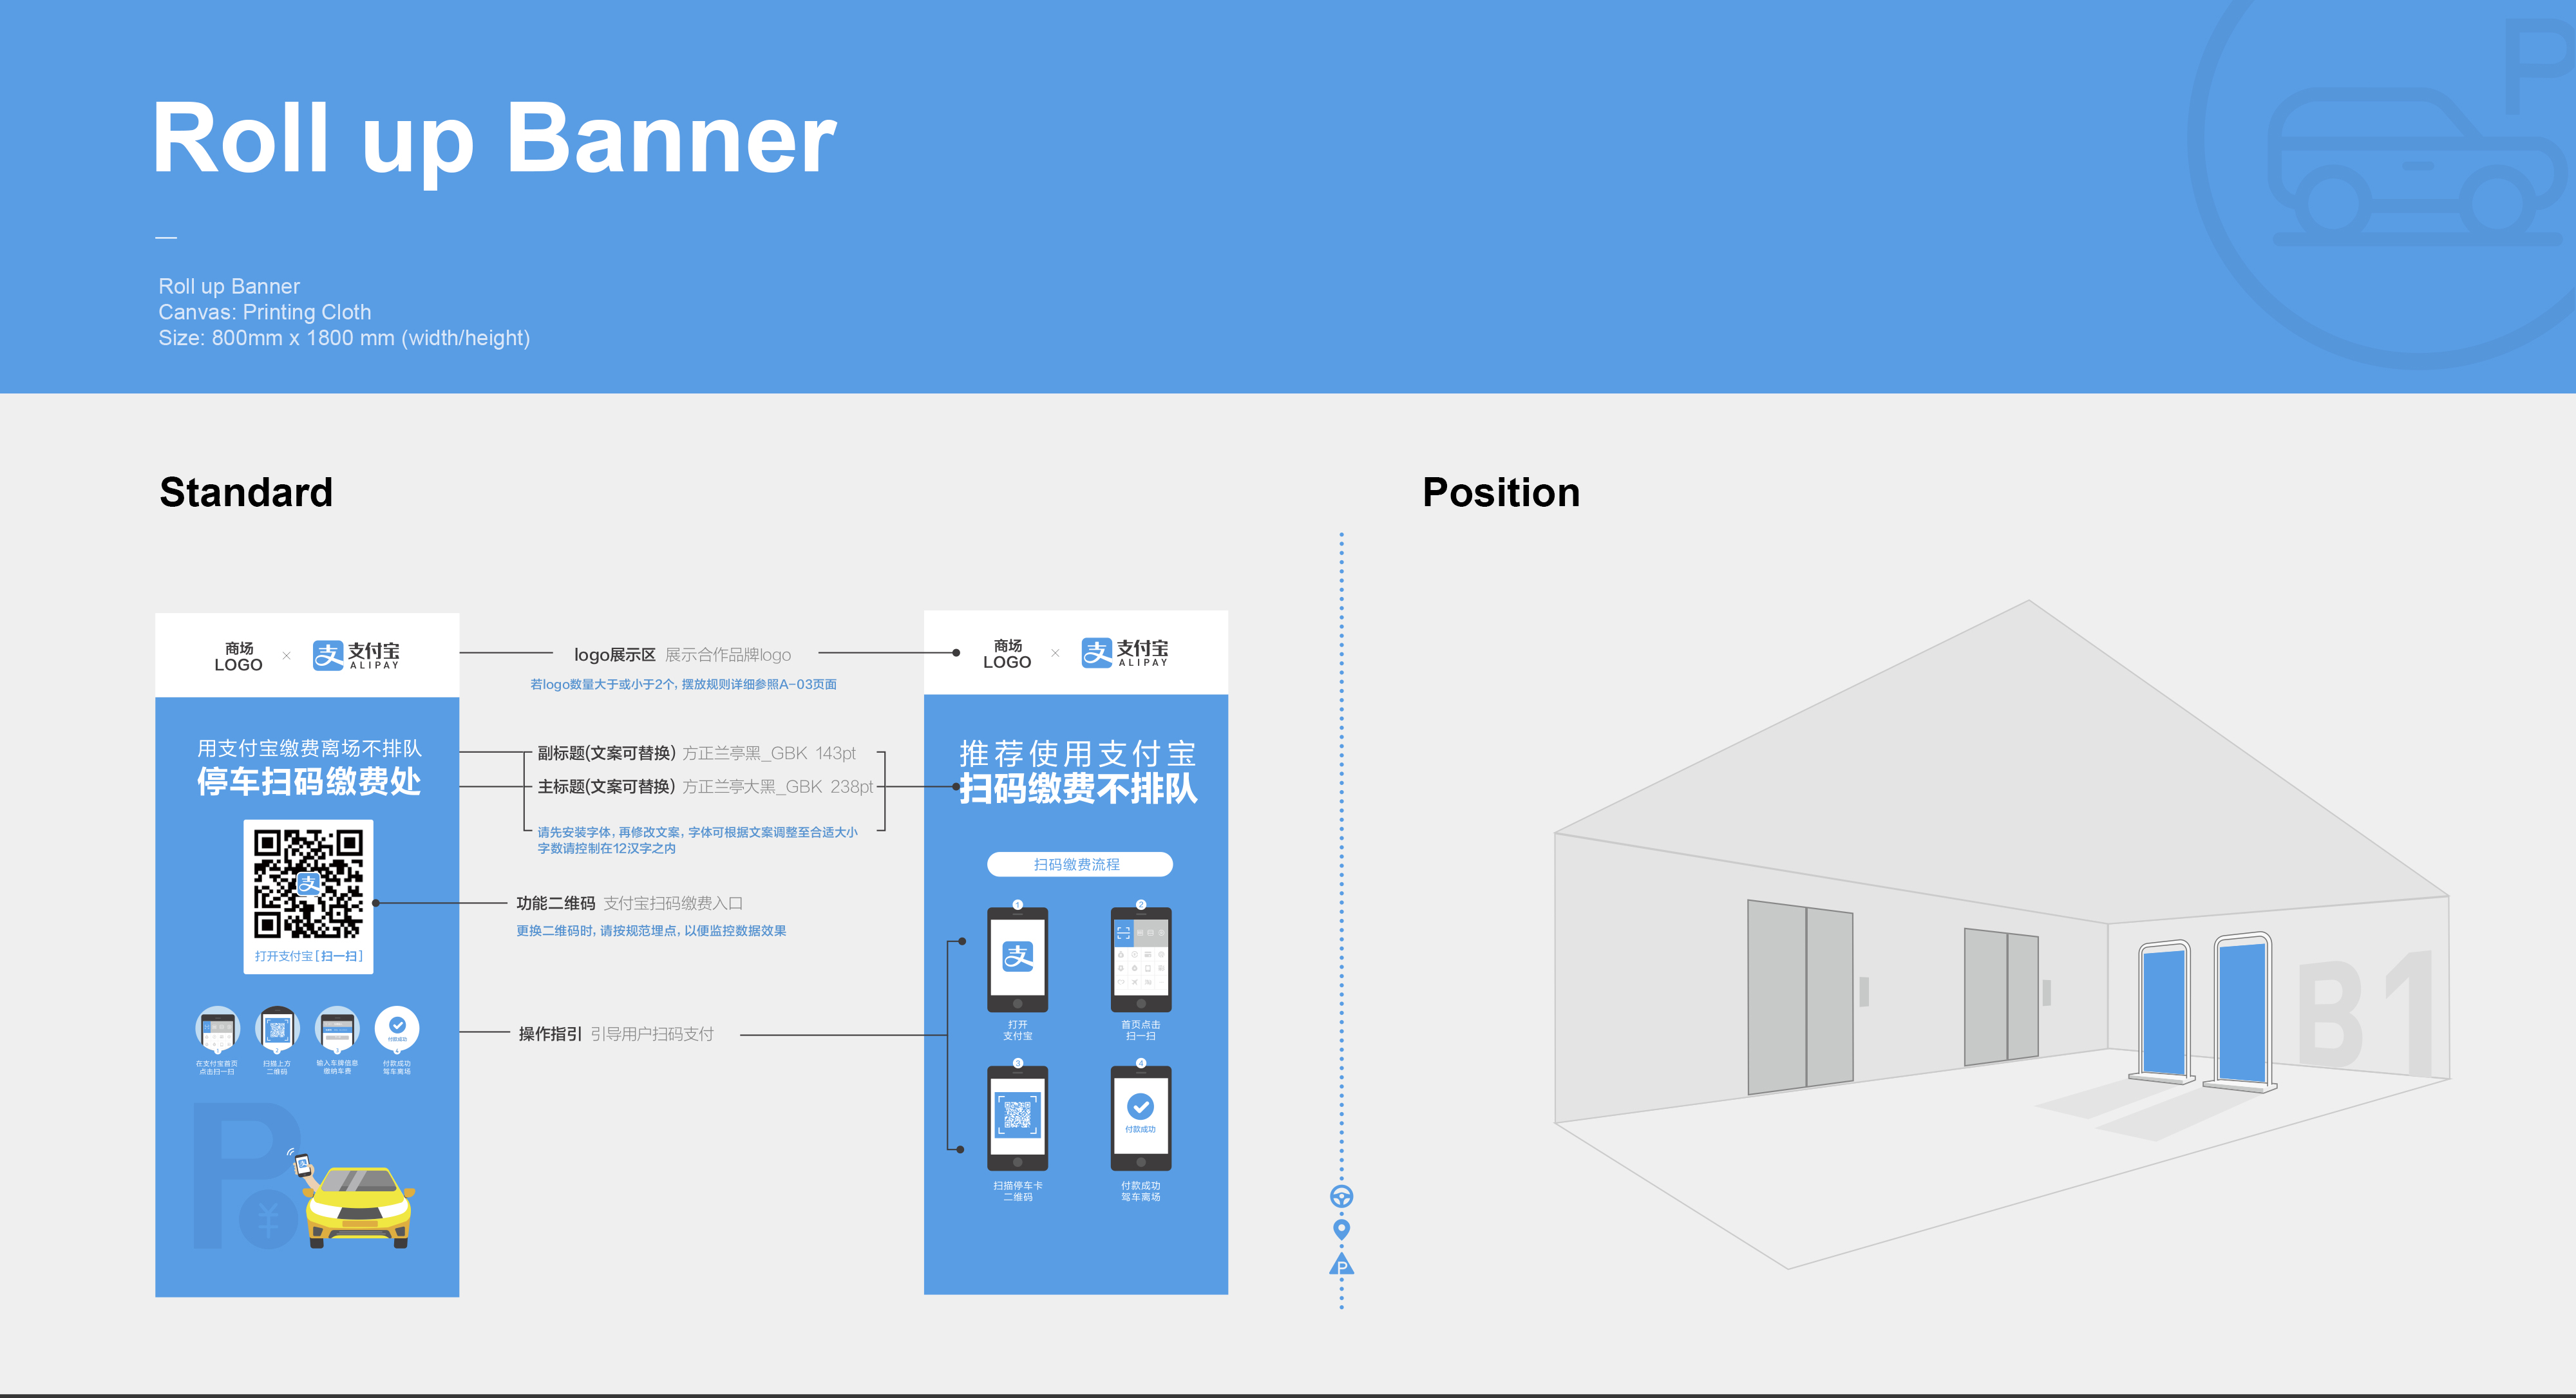 P
Roll up Banner
Roll up Banner
Canvas: Printing Cloth
Size: 800mm x 1800 mm (width/height)
Standard
Position
商场
LOGO
×
支付宝
ALIPAY
用支付宝缴费离场不排队
停车扫码缴费处
打开支付宝[扫一扫]
1
在支付宝首页
点击扫一扫
2
扫描上方
二维码
3
输入车牌信息
缴纳车费
付款成功
4
付款成功
驾车离场
P
¥
logo展示区 展示合作品牌logo
若logo数量大于或小于2个, 摆放规则详细参照A-03页面
副标题(文案可替换) 方正兰亭黑_GBK 143pt
主标题(文案可替换) 方正兰亭大黑_GBK 238pt
请先安装字体, 再修改文案, 字体可根据文案调整至合适大小
字数请控制在12汉字之内
功能二维码 支付宝扫码缴费入口
更换二维码时, 请按规范埋点, 以便监控数据效果
操作指引 引导用户扫码支付
商场
LOGO
×
支付宝
ALIPAY
推荐使用支付宝
扫码缴费不排队
扫码缴费流程
1
打开
支付宝
2
首页点击
扫一扫
3
扫描停车卡
二维码
4
付款成功
付款成功
驾车离场
P
B1